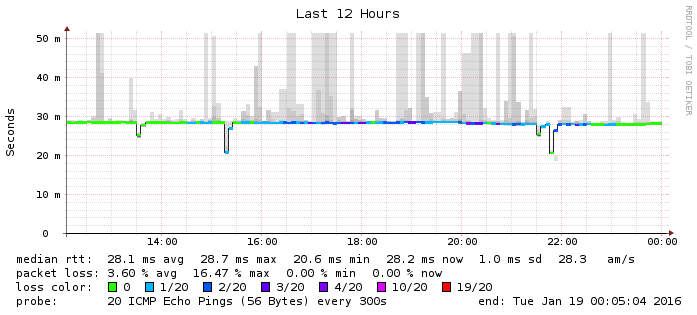 Last 12 Hours
RRDTOOL / TOBI OETIKER
Seconds
50 m
40 m
30 m
20 m
10 m
0
14:00 16:00 18:00 20:00 22:00 00:00
median rtt: 28.1 ms avg 28.7 ms max 20.6 ms min 28.2 ms now 1.0 ms sd 28.3 am/s
packet loss: 3.60 % avg 16.47 % max 0.00 % min 0.00 % now
loss color: 0 1/20 2/20 3/20 4/20 10/20 19/20
probe: 20 ICMP Echo Pings (56 Bytes) every 300s end: Tue Jan 19 00:05:04 2016